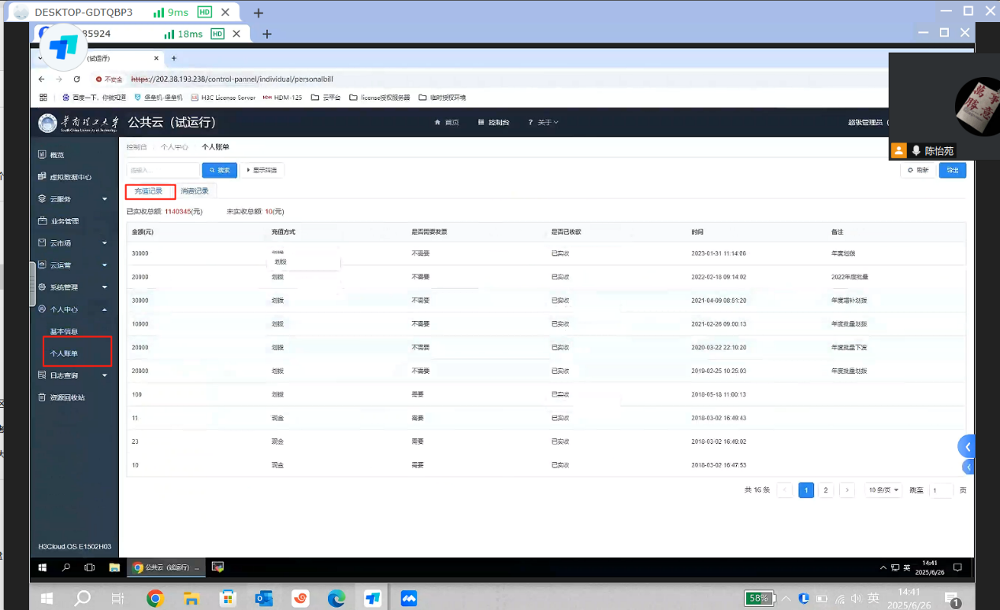 DESKTOP-GDTQBP3 9ms HD
85924 18ms HD
(试运行)
不安全 https://202.38.193.238/control-pannel/individual/personalbill
百度一下，你就知道 堡垒机-堡垒机 H3C License Server HDM HDM-125 云平台 license授权服务器 临时授权环境
华南理工大学 公共云（试运行） 首页 控制台 ? 关于 超级管理员（
South China University of Technology
陈怡苑
概览
虚拟数据中心
云服务
业务管理
云市场
云运营
系统管理
个人中心
基本信息
个人账单
日志查询
资源回收站
H3Cloud OS E1502H03
控制台 / 个人中心 / 个人账单
请输入... 搜索 显示筛选 刷新 导出
充值记录 消费记录
已实收总额: 1140345(元) 未实收总额: 10(元)
金额(元) 充值方式 是否需要发票 是否已收款 时间 备注
30000 划拨 不需要 已实收 2023-01-31 11:14:06 年度划拨
20000 划拨 不需要 已实收 2022-02-18 09:14:02 2022年度批量
30000 划拨 不需要 已实收 2021-04-09 08:51:20 年度增补划拨
10000 划拨 不需要 已实收 2021-02-26 09:00:13 年度批量划拨
20000 划拨 不需要 已实收 2020-03-22 22:10:20 年度批量下发
20000 划拨 不需要 已实收 2019-02-25 10:25:03 年度批量划拨
100 划拨 需要 已实收 2018-05-18 11:00:13
11 现金 需要 已实收 2018-03-02 16:49:43
23 现金 需要 已实收 2018-03-02 16:49:02
10 现金 需要 已实收 2018-03-02 16:47:53
共 16 条 1 2 10 条/页 跳至 1 页
公共云（试运行） ...
英 14:41
2025/6/26
58% 英 14:41
2025/6/26
1